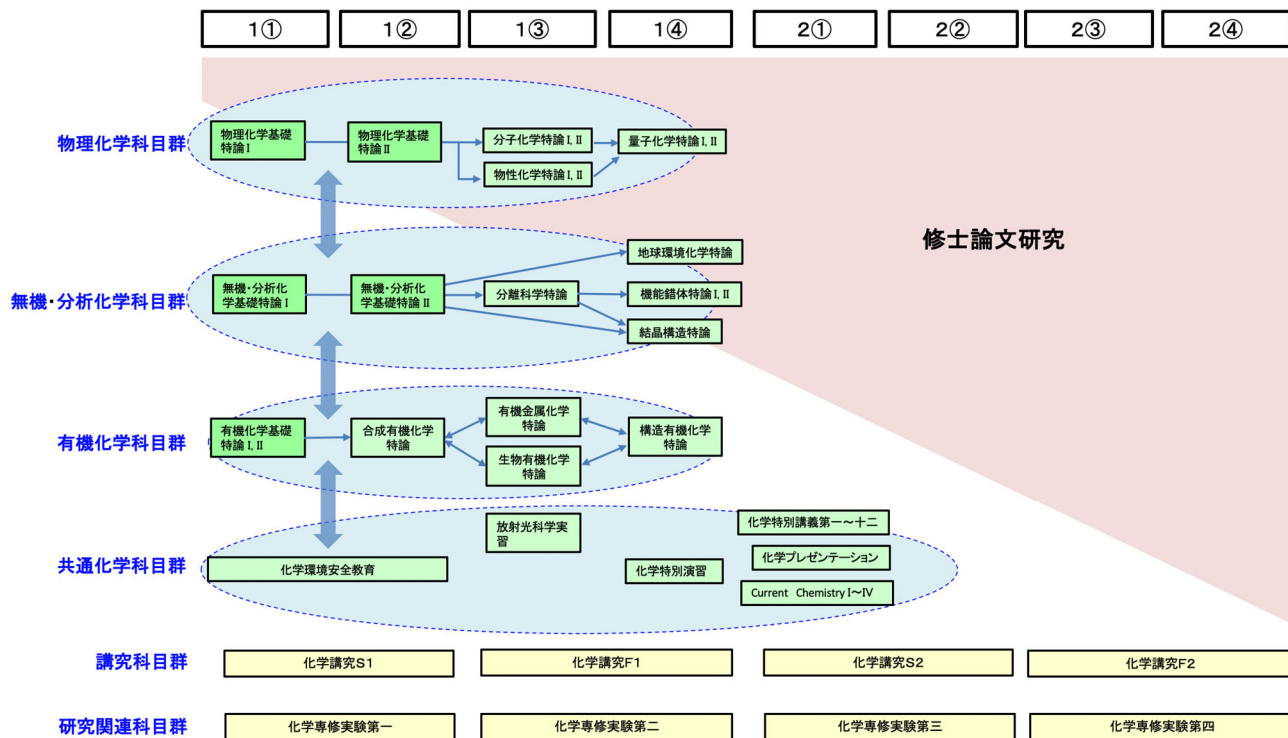 1①
1②
1③
1④
2①
2②
2③
2④
物理化学科目群
物理化学基礎
特論Ⅰ
物理化学基礎
特論Ⅱ
分子化学特論Ⅰ, Ⅱ
量子化学特論Ⅰ, Ⅱ
物性化学特論Ⅰ, Ⅱ
修士論文研究
無機・分析化学科目群
無機・分析化
学基礎特論Ⅰ
無機・分析化
学基礎特論Ⅱ
地球環境化学特論
分離科学特論
機能錯体特論Ⅰ, Ⅱ
結晶構造特論
有機化学科目群
有機化学基礎
特論Ⅰ, Ⅱ
合成有機化学
特論
有機金属化学
特論
生物有機化学
特論
構造有機化学
特論
共通化学科目群
化学環境安全教育
放射光科学実
習
化学特別演習
化学特別講義第一～十二
化学プレゼンテーション
Current Chemistry Ⅰ～Ⅳ
講究科目群
化学講究S1
化学講究F1
化学講究S2
化学講究F2
研究関連科目群
化学専修実験第一
化学専修実験第二
化学専修実験第三
化学専修実験第四